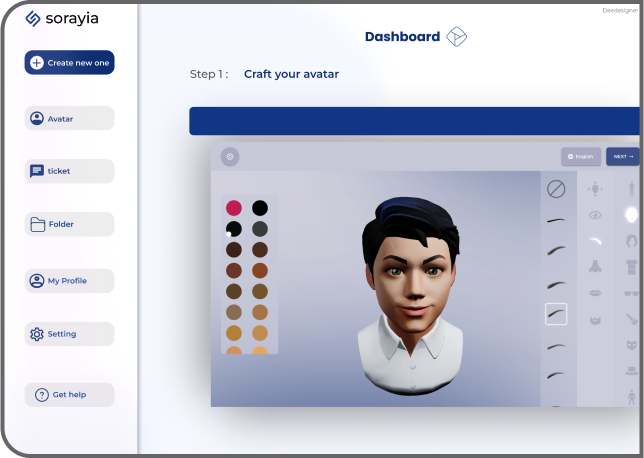 sorayia
Deedesigner
Dashboard
Create new one
Step 1 : Craft your avatar
Avatar
English
NEXT →
ticket
Folder
My Profile
Setting
Get help